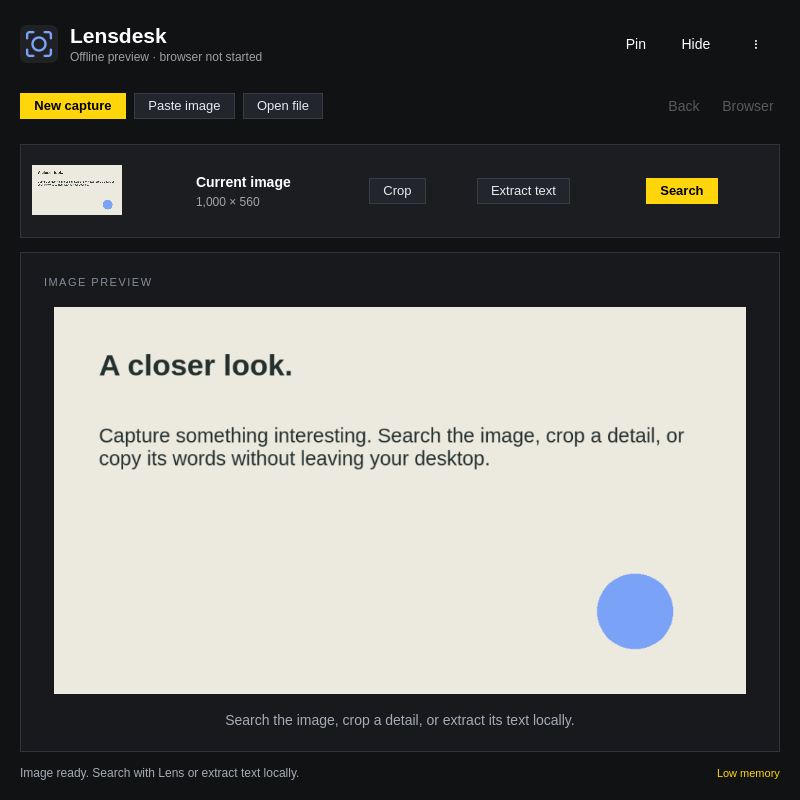 Lensdesk
Offline preview · browser not started
Pin Hide
New capture Paste image Open file Back Browser
Current image
1,000 × 560
Crop Extract text Search
IMAGE PREVIEW
A closer look.
Capture something interesting. Search the image, crop a detail, or
copy its words without leaving your desktop.
Search the image, crop a detail, or extract its text locally.
Image ready. Search with Lens or extract text locally. Low memory